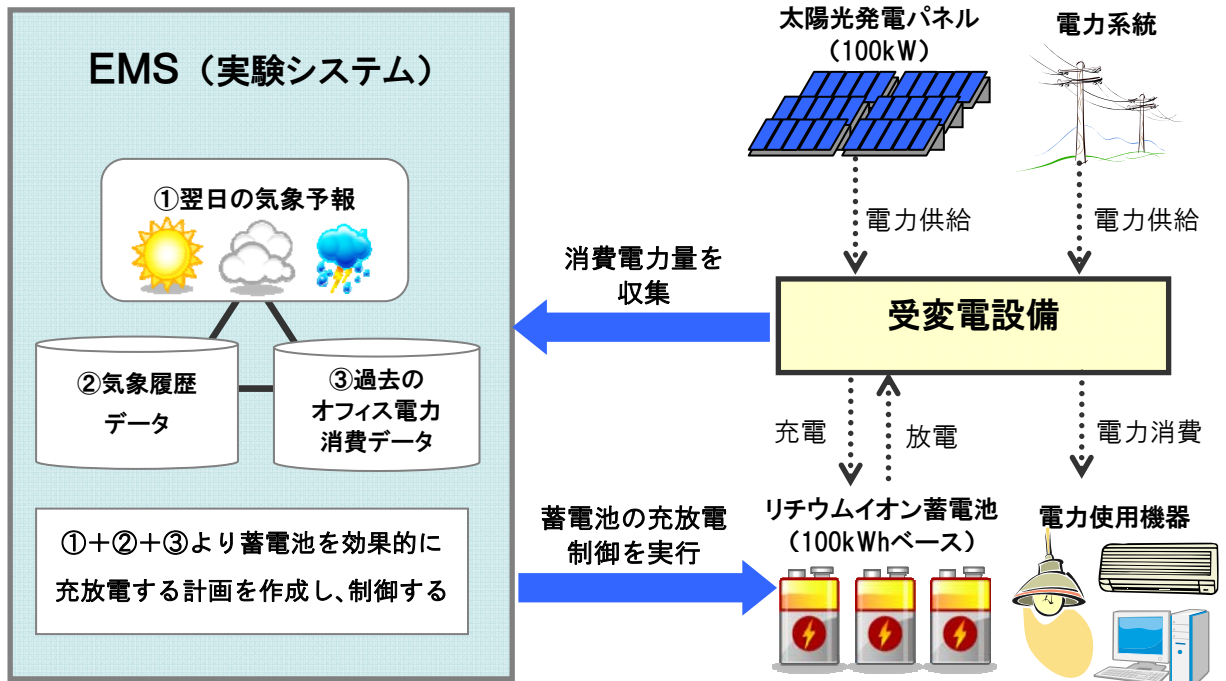 EMS（実験システム）
①翌日の気象予報
②気象履歴
データ
③過去の
オフィス電力
消費データ
①＋②＋③より蓄電池を効果的に
充放電する計画を作成し、制御する
消費電力量を
収集
蓄電池の充放電
制御を実行
太陽光発電パネル
（100kW）
電力系統
電力供給
電力供給
受変電設備
充電
放電
電力消費
リチウムイオン蓄電池
（100kWhベース）
電力使用機器